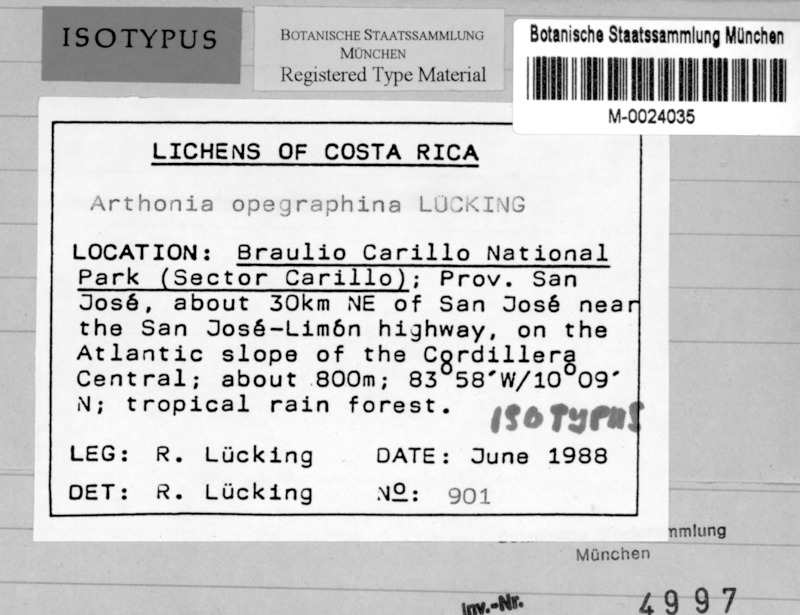 ISOTYPUS
BOTANISCHE STAATSSAMMLUNG
MÜNCHEN
Registered Type Material
Botanische Staatssammlung München
M-0024035
LICHENS OF COSTA RICA
Arthonia opegraphina LÜCKING
LOCATION: Braulio Carillo National
Park (Sector Carillo); Prov. San
José, about 30km NE of San José near
the San José-Limón highway, on the
Atlantic slope of the Cordillera
Central; about 800m; 83°58´W/10°09´
N; tropical rain forest.
ISOTYPUS
LEG: R. Lücking DATE: June 1988
DET: R. Lücking Nº: 901
München
Inv.-Nr. 4997